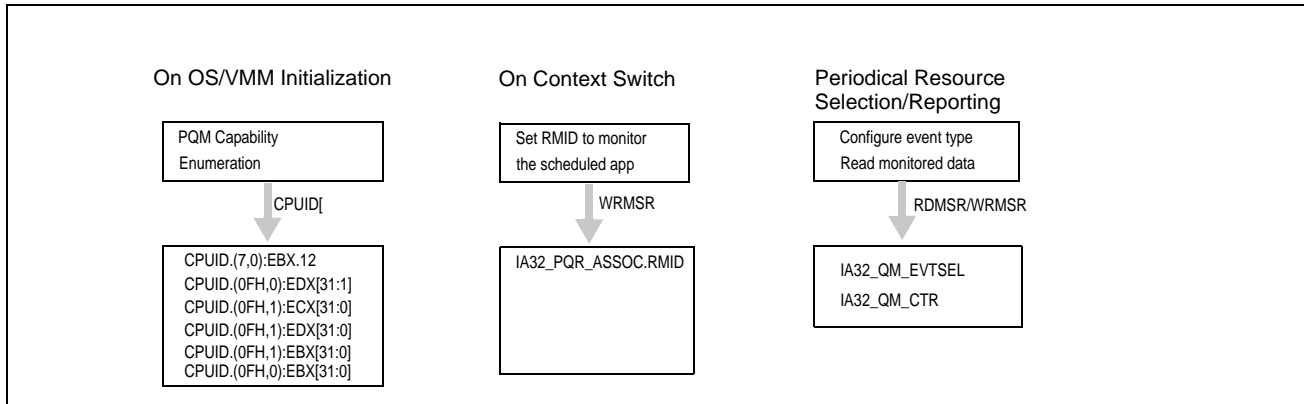 On OS/VMM Initialization
PQM Capability
Enumeration
CPUID[
CPUID.(7,0):EBX.12
CPUID.(0FH,0):EDX[31:1]
CPUID.(0FH,1):ECX[31:0]
CPUID.(0FH,1):EDX[31:0]
CPUID.(0FH,1):EBX[31:0]
CPUID.(0FH,0):EBX[31:0]
On Context Switch
Set RMID to monitor
the scheduled app
WRMSR
IA32_PQR_ASSOC.RMID
Periodical Resource
Selection/Reporting
Configure event type
Read monitored data
RDMSR/WRMSR
IA32_QM_EVTSEL
IA32_QM_CTR